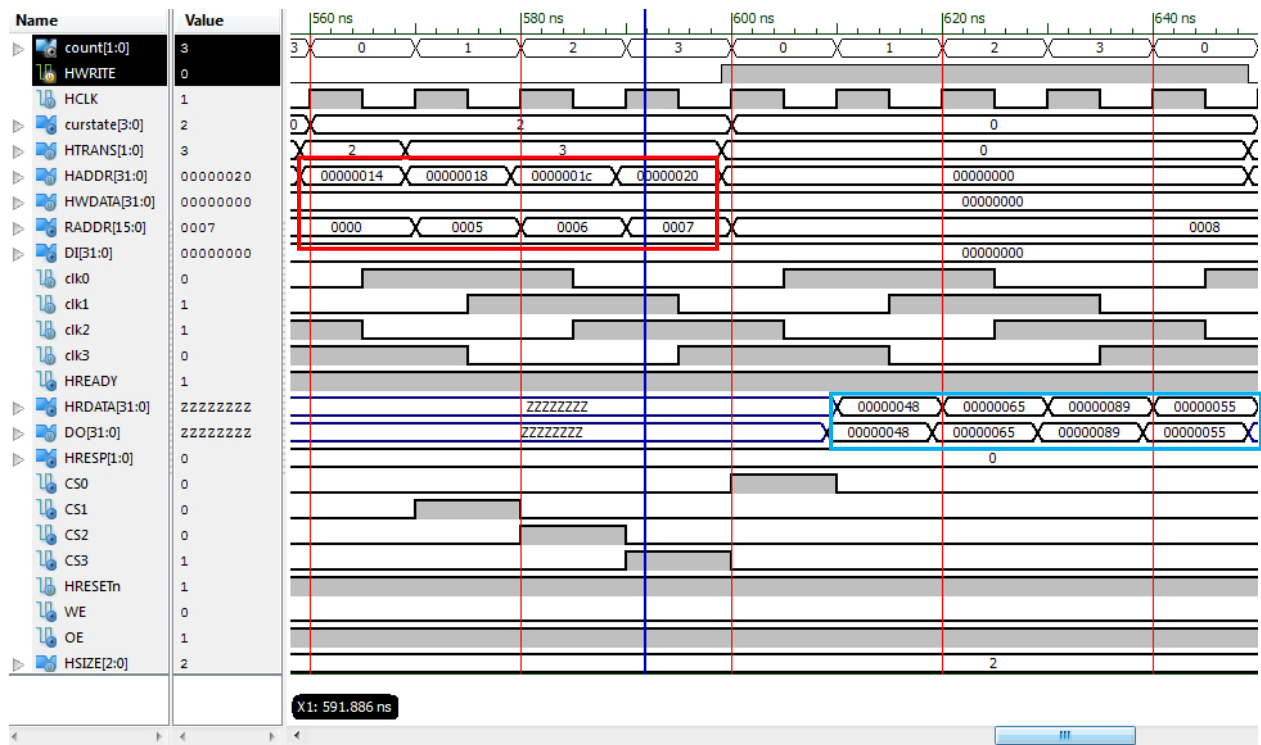 Name Value 560 ns 580 ns 600 ns 620 ns 640 ns
count[1:0] 3 3 0 1 2 3 0 1 2 3 0
HWRITE 0
HCLK 1
curstate[3:0] 2 0 2 0
HTRANS[1:0] 3 2 3 0
HADDR[31:0] 00000020 00000014 00000018 0000001c 00000020 00000000
HWDATA[31:0] 00000000 00000000
RADDR[15:0] 0007 0000 0005 0006 0007 0008
DI[31:0] 00000000 00000000
clk0 0
clk1 1
clk2 1
clk3 0
HREADY 1
HRDATA[31:0] ZZZZZZZZ ZZZZZZZZ 00000048 00000065 00000089 00000055
DO[31:0] ZZZZZZZZ ZZZZZZZZ 00000048 00000065 00000089 00000055
HRESP[1:0] 0 0
CS0 0
CS1 0
CS2 0
CS3 1
HRESETn 1
WE 0
OE 1
HSIZE[2:0] 2 2
X1: 591.886 ns